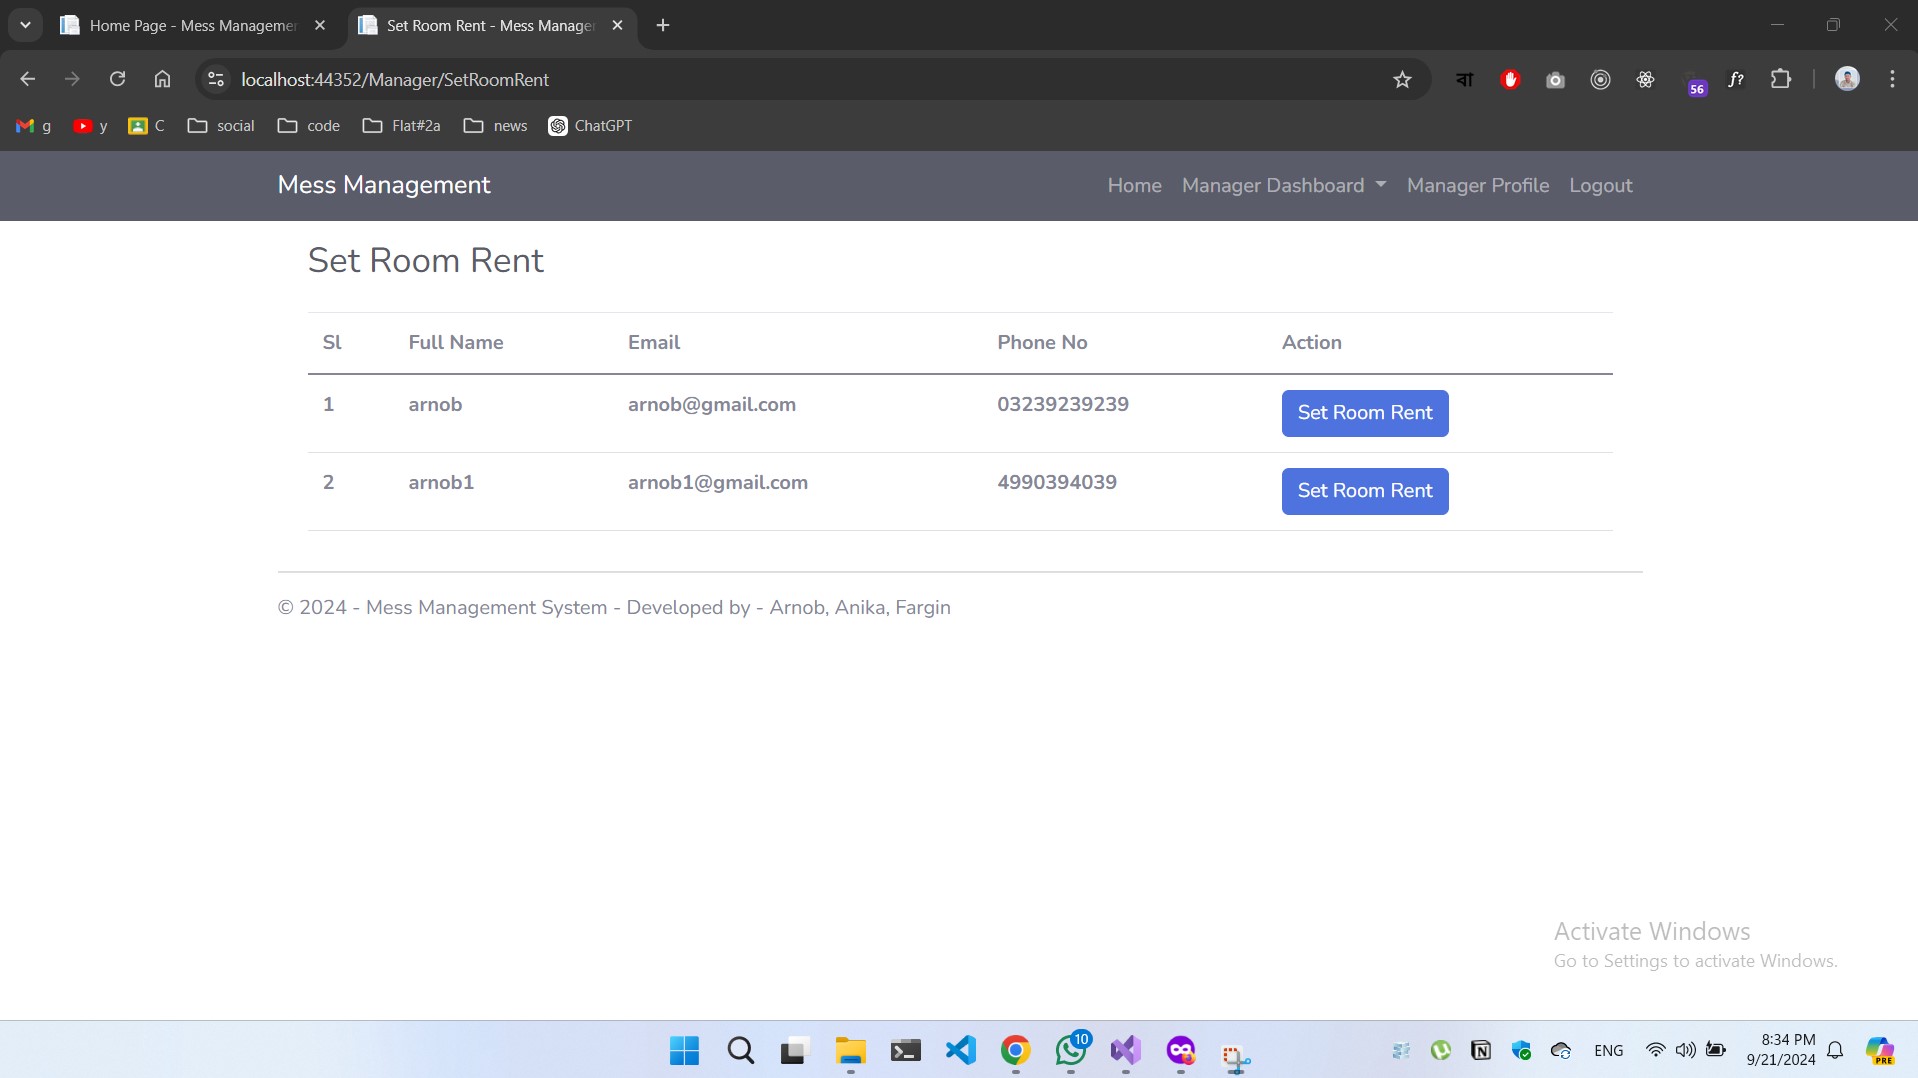 Home Page - Mess Managemen
Set Room Rent - Mess Manager
localhost:44352/Manager/SetRoomRent
বা
56
f?
g
y
C
social
code
Flat#2a
news
ChatGPT
Mess Management
Home
Manager Dashboard
Manager Profile
Logout
Set Room Rent
Sl Full Name Email Phone No Action
1 arnob arnob@gmail.com 03239239239 Set Room Rent
2 arnob1 arnob1@gmail.com 4990394039 Set Room Rent
© 2024 - Mess Management System - Developed by - Arnob, Anika, Fargin
Activate Windows
Go to Settings to activate Windows.
10
ENG
8:34 PM
9/21/2024
PRE